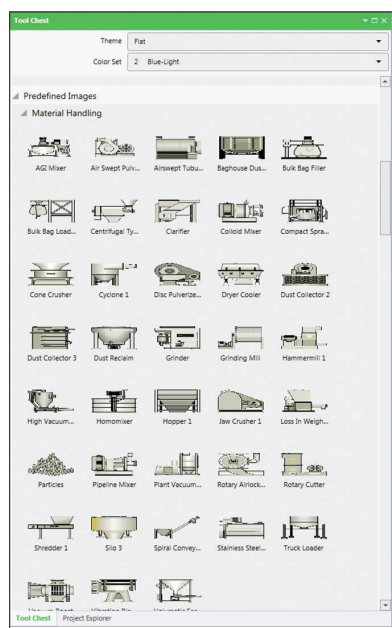 Tool Chest
Theme Flat
Color Set 2 Blue-Light
Predefined Images
Material Handling
AGI Mixer Air Swept Pulv... Airswept Tubu... Baghouse Dus... Bulk Bag Filler
Bulk Bag Load... Centrifugal Ty... Clarifier Colloid Mixer Compact Spra...
Cone Crusher Cyclone 1 Disc Pulverize... Dryer Cooler Dust Collector 2
Dust Collector 3 Dust Reclaim Grinder Grinding Mill Hammermill 1
High Vacuum... Homomixer Hopper 1 Jaw Crusher 1 Loss In Weigh...
Particles Pipeline Mixer Plant Vacuum... Rotary Airlock... Rotary Cutter
Shredder 1 Silo 3 Spiral Convey... Stainless Steel... Truck Loader
Tool Chest Project Explorer